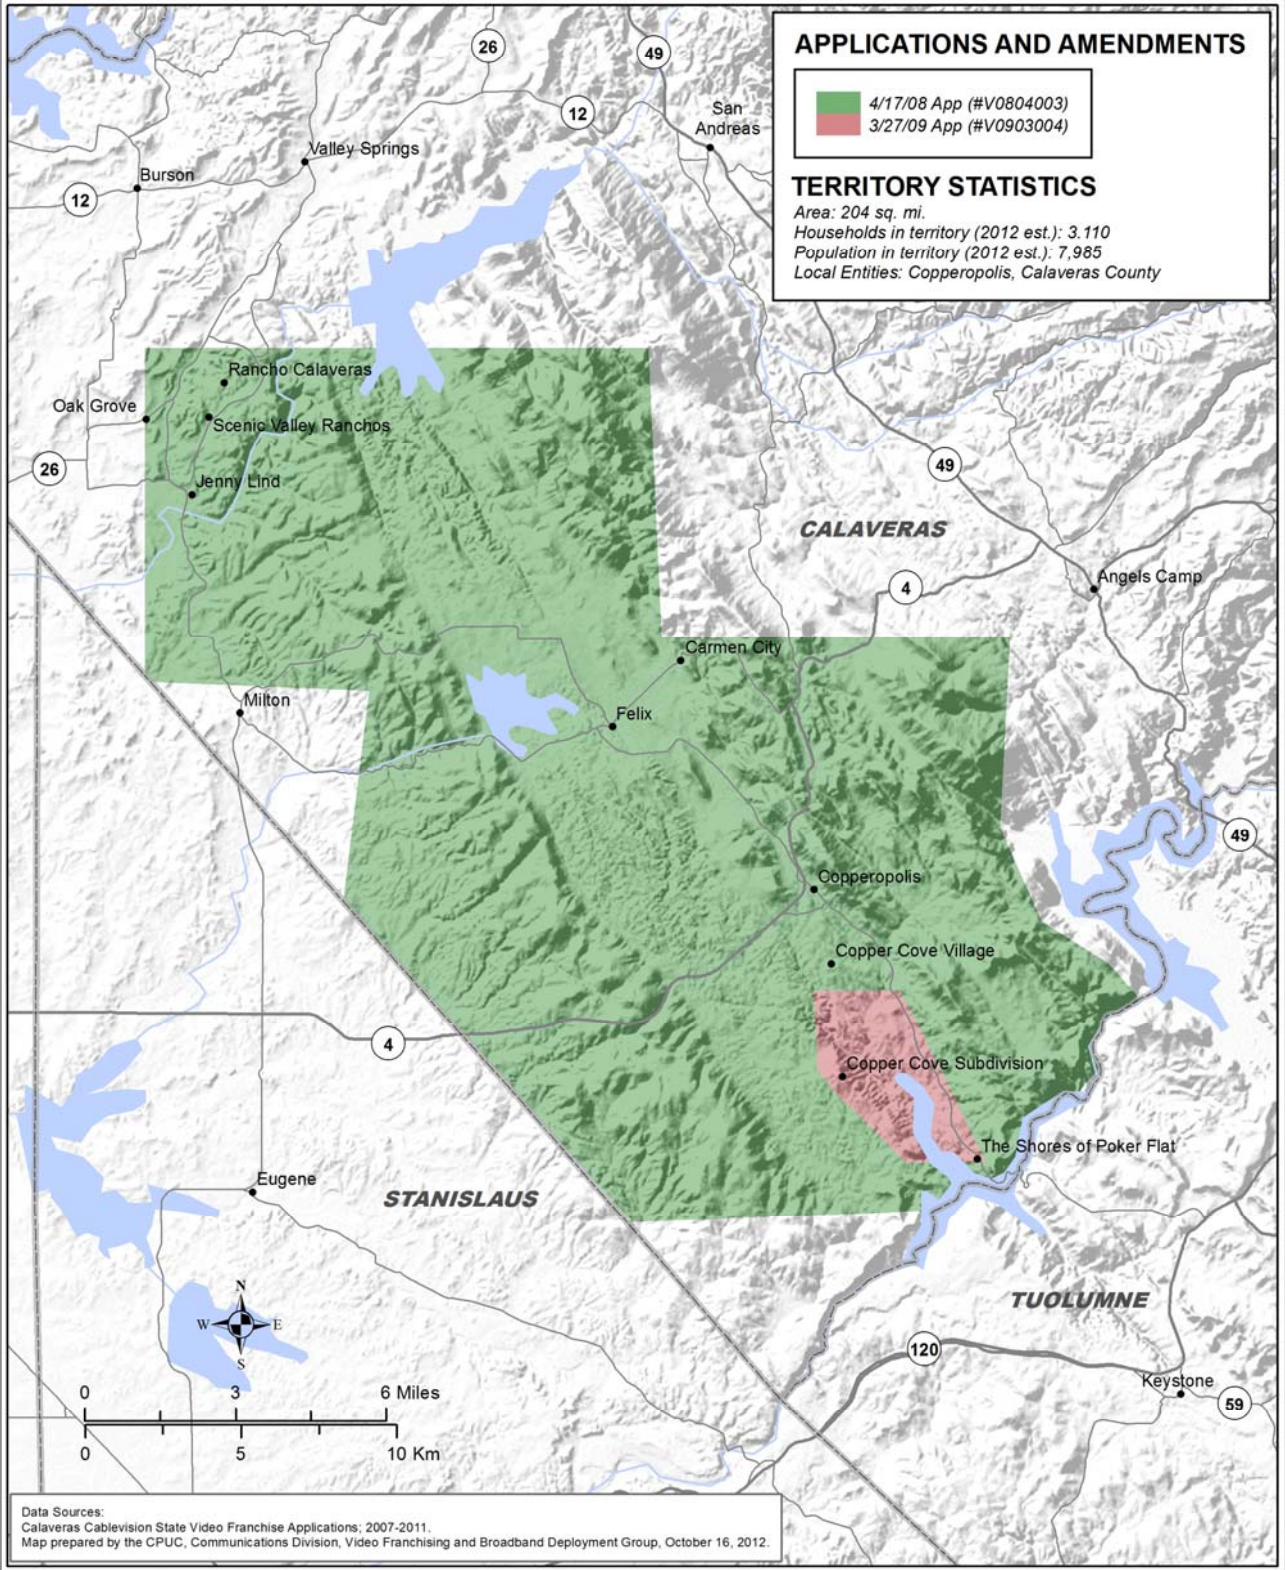 APPLICATIONS AND AMENDMENTS
4/17/08 App (#V0804003)
3/27/09 App (#V0903004)
TERRITORY STATISTICS
Area: 204 sq. mi.
Households in territory (2012 est.): 3.110
Population in territory (2012 est.): 7,985
Local Entities: Copperopolis, Calaveras County
26
49
12
San
Andreas
Valley Springs
Burson
12
Rancho Calaveras
Oak Grove
Scenic Valley Ranchos
26
49
Jenny Lind
CALAVERAS
4
Angels Camp
Carmen City
Milton
Felix
49
Copperopolis
Copper Cove Village
4
Copper Cove Subdivision
The Shores of Poker Flat
Eugene
STANISLAUS
N
W
E
S
TUOLUMNE
120
Keystone
59
0 3 6 Miles
0 5 10 Km
Data Sources:
Calaveras Cablevision State Video Franchise Applications; 2007-2011.
Map prepared by the CPUC, Communications Division, Video Franchising and Broadband Deployment Group, October 16, 2012.